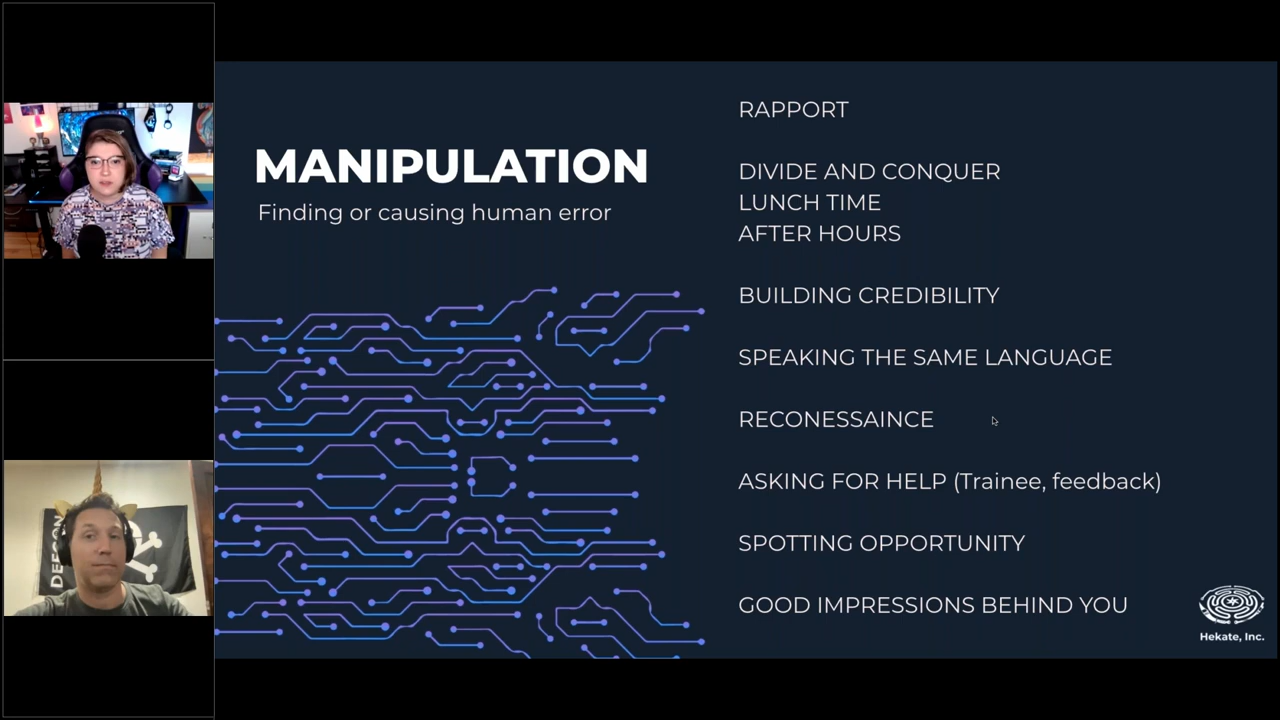 MANIPULATION
Finding or causing human error
RAPPORT
DIVIDE AND CONQUER
LUNCH TIME
AFTER HOURS
BUILDING CREDIBILITY
SPEAKING THE SAME LANGUAGE
RECONESSAINCE
ASKING FOR HELP (Trainee, feedback)
SPOTTING OPPORTUNITY
GOOD IMPRESSIONS BEHIND YOU
Hekate, Inc.
DEFCON